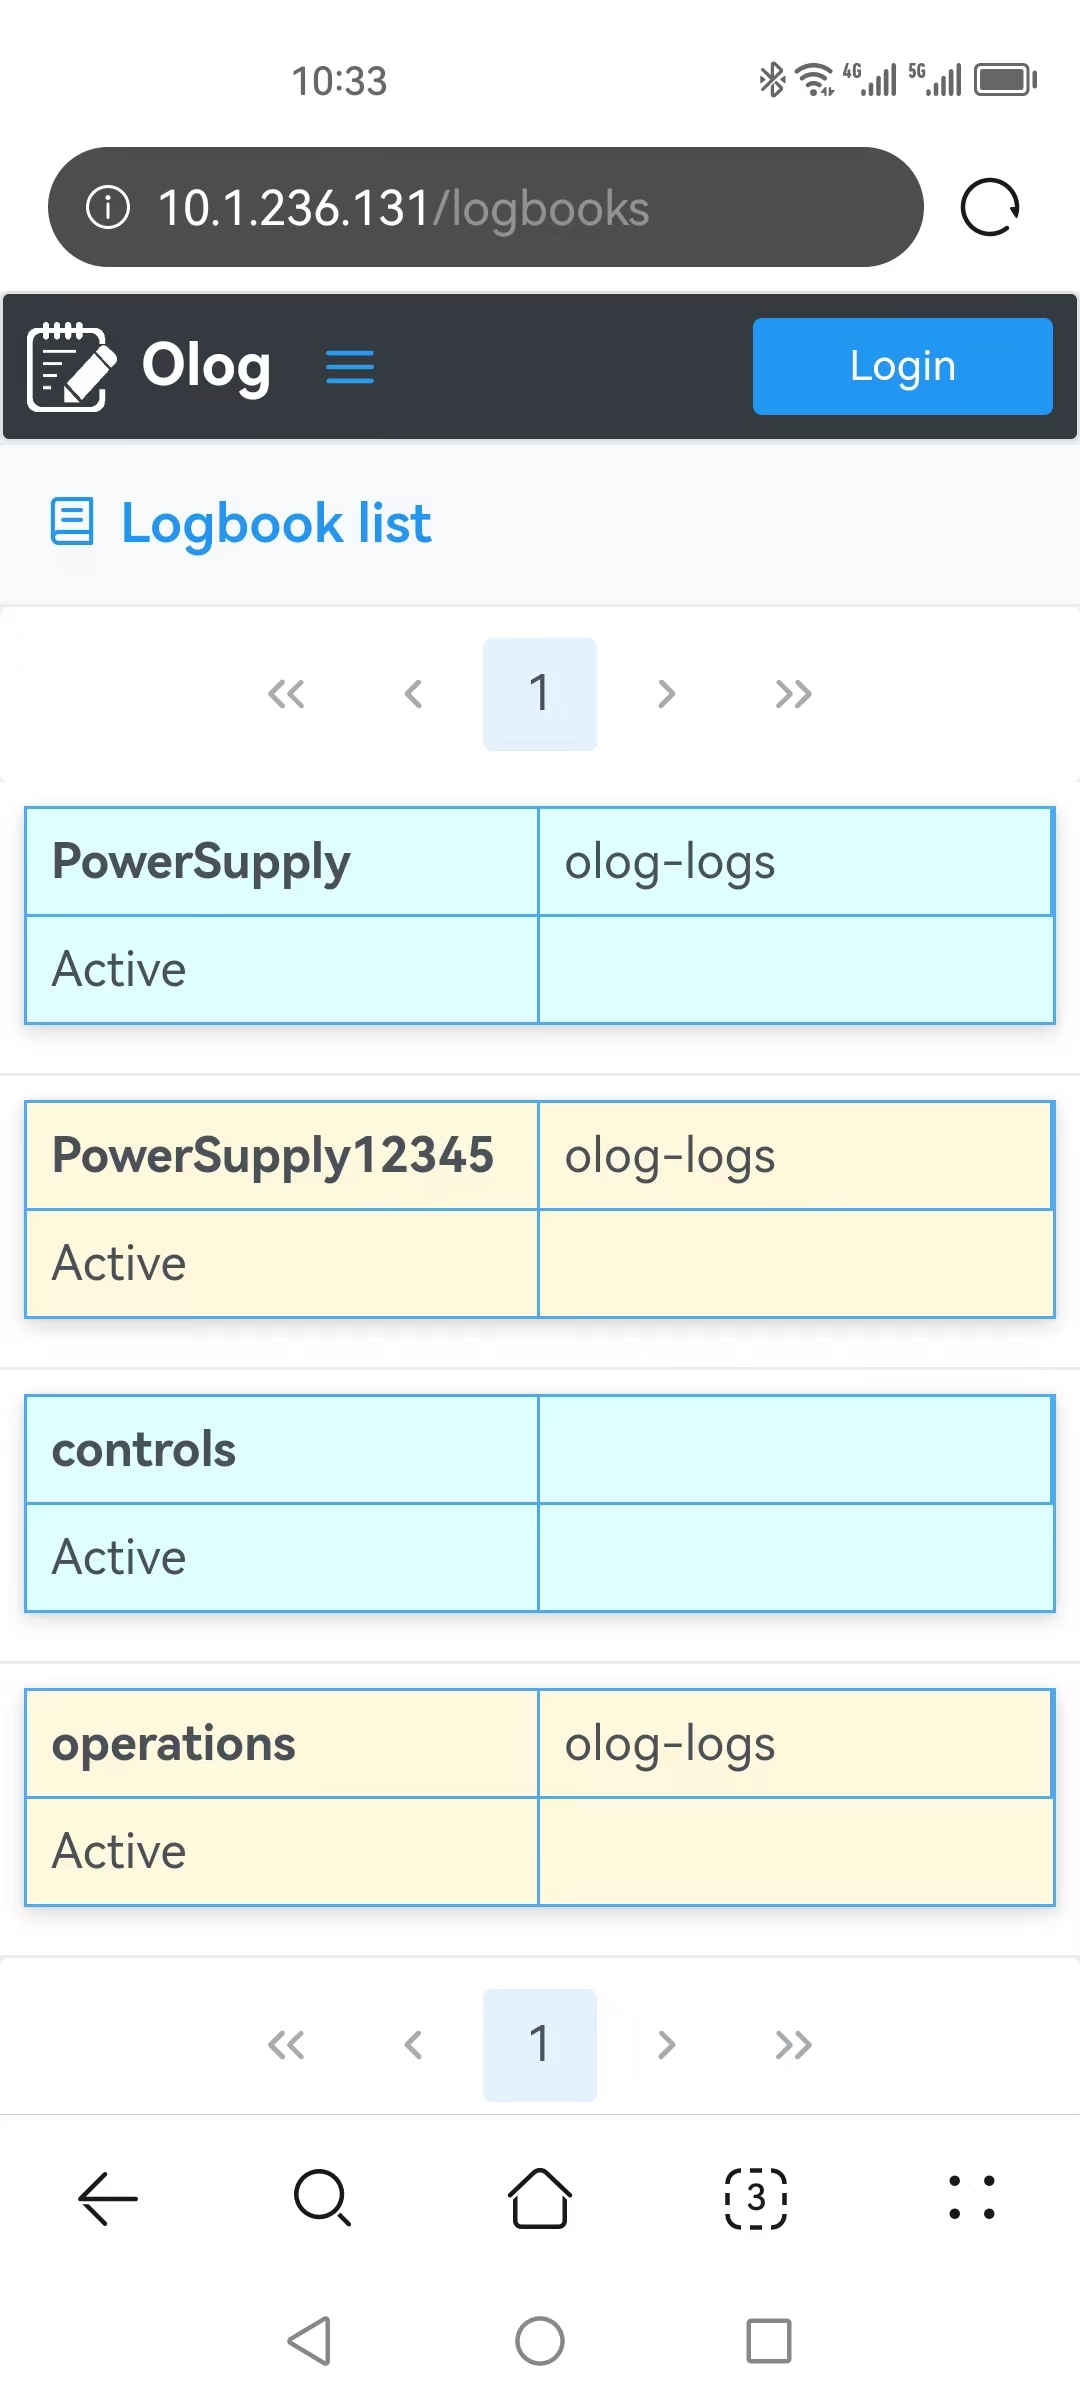 10:33
4G 5G
10.1.236.131/logbooks
Olog
Login
Logbook list
1
PowerSupply olog-logs
Active
PowerSupply12345 olog-logs
Active
controls
Active
operations olog-logs
Active
1
3